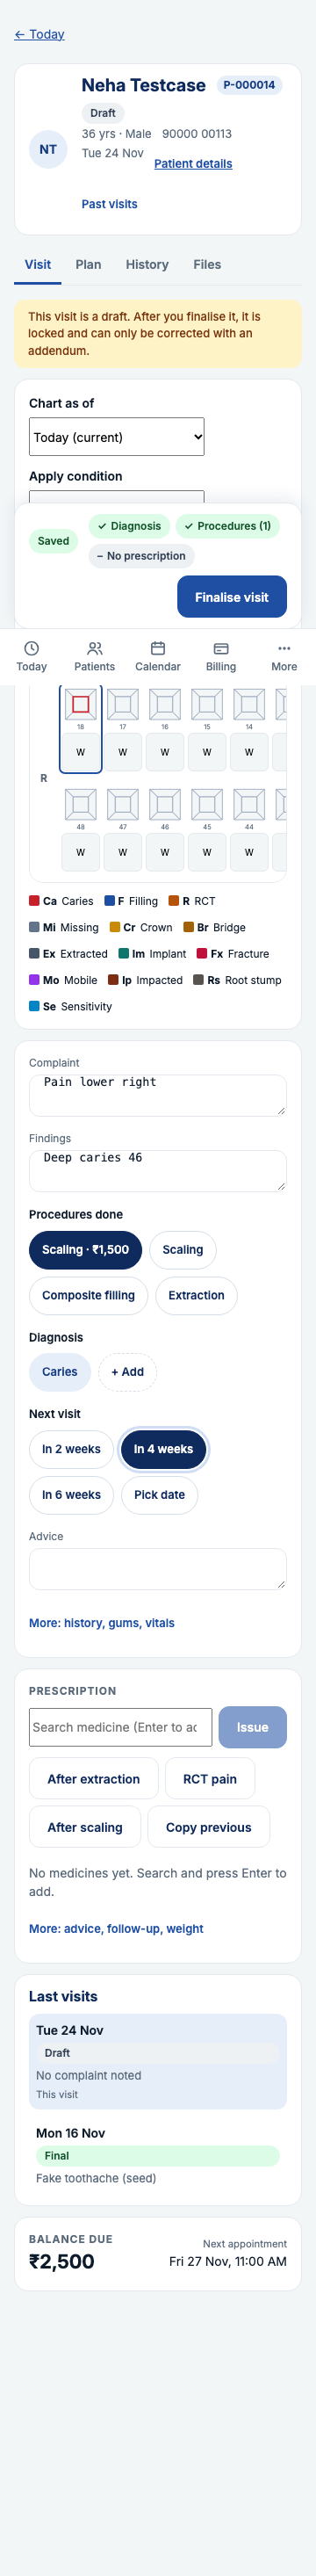 ← Today
Neha Testcase P-000014
Draft
NT
36 yrs · Male 90000 00113
Tue 24 Nov Patient details
Past visits
Visit Plan History Files
This visit is a draft. After you finalise it, it is
locked and can only be corrected with an
addendum.
Chart as of
Today (current)
Apply condition
Saved
✓ Diagnosis ✓ Procedures (1)
– No prescription
Finalise visit
Today Patients Calendar Billing More
18 17 16 15 14
W W W W W
R
48 47 46 45 44
W W W W W
Ca Caries F Filling R RCT
Mi Missing Cr Crown Br Bridge
Ex Extracted Im Implant Fx Fracture
Mo Mobile Ip Impacted Rs Root stump
Se Sensitivity
Complaint
Pain lower right
Findings
Deep caries 46
Procedures done
Scaling · ₹1,500 Scaling
Composite filling Extraction
Diagnosis
Caries + Add
Next visit
In 2 weeks In 4 weeks
In 6 weeks Pick date
Advice
More: history, gums, vitals
PRESCRIPTION
Search medicine (Enter to ac Issue
After extraction RCT pain
After scaling Copy previous
No medicines yet. Search and press Enter to
add.
More: advice, follow-up, weight
Last visits
Tue 24 Nov
Draft
No complaint noted
This visit
Mon 16 Nov
Final
Fake toothache (seed)
BALANCE DUE Next appointment
₹2,500 Fri 27 Nov, 11:00 AM